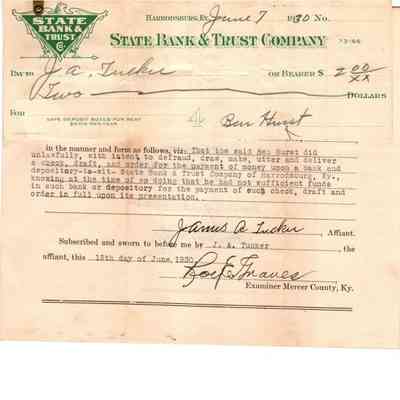 STATE
BANK &
TRUST
Co
HARRODSBURG, KY. June 7 1930 No.
STATE BANK & TRUST COMPANY 73-66
PAY TO J. A. Tucker OR BEARER $ 2 00/XX
Two DOLLARS
FOR
SAFE DEPOSIT BOXES FOR RENT
Ben Hurst
in the manner and form as follows, viz: That the said Ben Hurst did
unlawfully, with intent to defraud, draw, make, utter and deliver
a check, draft, and order for the payment of money upon a bank and
depository-to-wit- State Bank & Trust Company of Harrodsburg, Ky.,
knowing at the time of so doing that he had not sufficient funds
in such bank or depository for the payment of such check, draft and
order in full upon its presentation.
James A Tucker, Affiant.
Subscribed and sworn to before me by J. A. Tucker, the
affiant, this 12th day of June, 1930.
Examiner Mercer County, Ky.